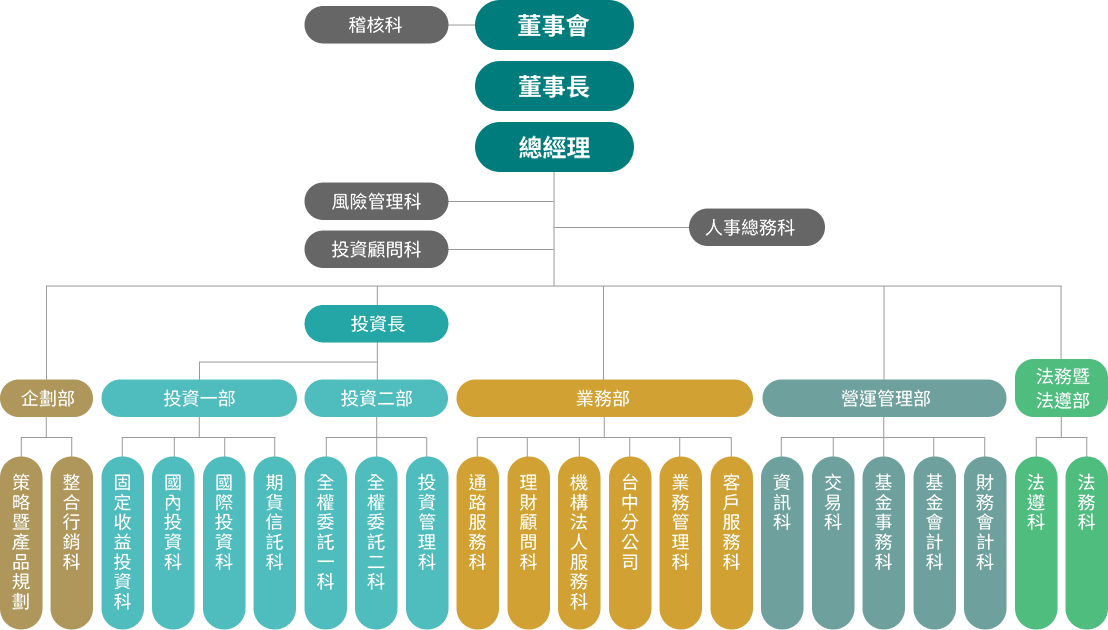 稽核科
董事會
董事長
總經理
風險管理科
人事總務科
投資顧問科
投資長
企劃部
投資一部
投資二部
業務部
營運管理部
法務暨
法遵部
策略暨產品規劃
整合行銷科
固定收益投資科
國內投資科
國際投資科
期貨信託科
全權委託一科
全權委託二科
投資管理科
通路服務科
理財顧問科
機構法人服務科
台中分公司
業務管理科
客戶服務科
資訊科
交易科
基金事務科
基金會計科
財務會計科
法遵科
法務科